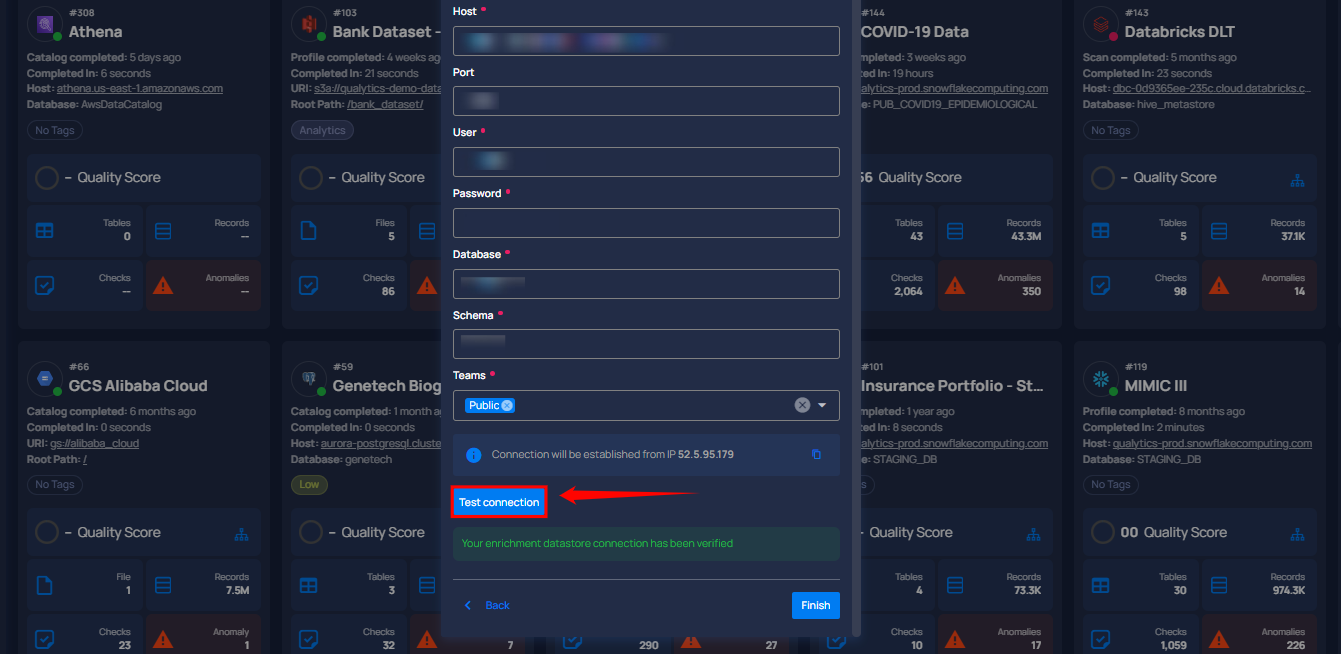 #308
Athena
Catalog completed: 5 days ago
Completed In: 6 seconds
Host: athena.us-east-1.amazonaws.com
Database: AwsDataCatalog
No Tags
– Quality Score
Tables
0
Records
--
Checks
--
Anomalies
--
#103
Bank Dataset -
Profile completed: 4 weeks ag
Completed In: 21 seconds
URI: s3a://qualytics-demo-data
Root Path: /bank_dataset/
Analytics
– Quality Score
Files
5
Checks
86
Host *
Port
User *
Password *
Database *
Schema *
Teams *
Public
Connection will be established from IP 52.5.95.179
Test connection
Your enrichment datastore connection has been verified
Back
Finish
#144
COVID-19 Data
mpleted: 3 weeks ago
ed In: 19 hours
alytics-prod.snowflakecomputing.com
e: PUB_COVID19_EPIDEMIOLOGICAL
56 Quality Score
Tables
43
Records
43.3M
Checks
2,064
Anomalies
350
#143
Databricks DLT
Scan completed: 5 months ago
Completed In: 23 seconds
Host: dbc-0d9365ee-235c.cloud.databricks.c...
Database: hive_metastore
No Tags
– Quality Score
Tables
5
Records
37.1K
Checks
98
Anomalies
14
#66
GCS Alibaba Cloud
Catalog completed: 6 months ago
Completed In: 0 seconds
URI: gs://alibaba_cloud
Root Path: /
No Tags
– Quality Score
File
1
Records
7.5M
Checks
23
Anomaly
1
#59
Genetech Biog
Catalog completed: 1 month a
Completed In: 0 seconds
Host: aurora-postgresql.cluste
Database: genetech
Low
– Quality Score
Tables
3
Checks
32
7
290
27
#101
Insurance Portfolio - St...
mpleted: 1 year ago
ed In: 8 seconds
alytics-prod.snowflakecomputing.com
e: STAGING_DB
s
– Quality Score
Tables
4
Records
73.3K
Checks
10
Anomalies
17
#119
MIMIC III
Profile completed: 8 months ago
Completed In: 2 minutes
Host: qualytics-prod.snowflakecomputing.com
Database: STAGING_DB
No Tags
00 Quality Score
Tables
30
Records
974.3K
Checks
1,059
Anomalies
226